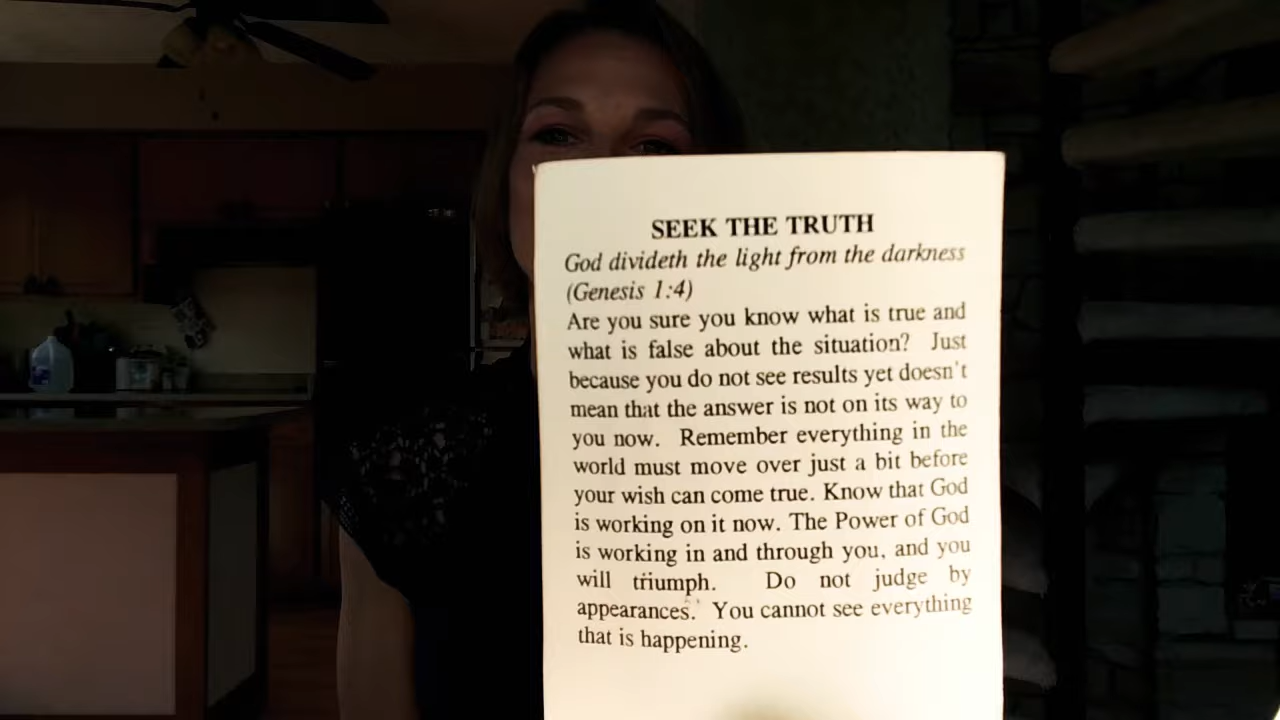 SEEK THE TRUTH
God divideth the light from the darkness
(Genesis 1:4)
Are you sure you know what is true and
what is false about the situation? Just
because you do not see results yet doesn't
mean that the answer is not on its way to
you now. Remember everything in the
world must move over just a bit before
your wish can come true. Know that God
is working on it now. The Power of God
is working in and through you, and you
will triumph. Do not judge by
appearances. You cannot see everything
that is happening.